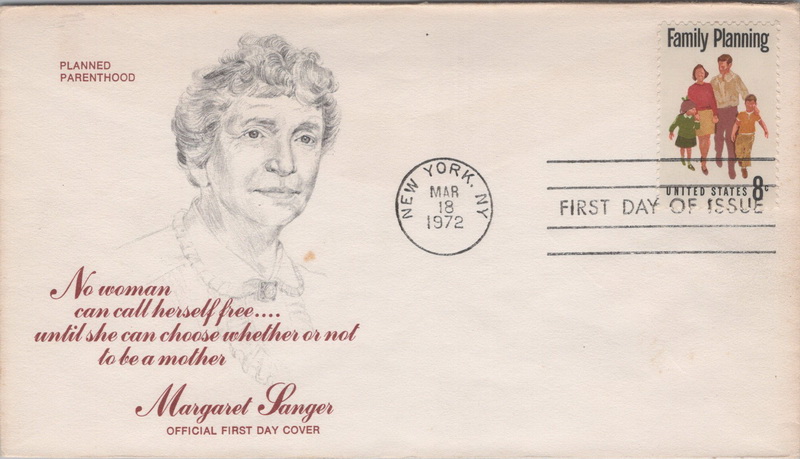 PLANNED
PARENTHOOD
Family Planning
UNITED STATES 8c
NEW YORK, NY
MAR
18
1972
FIRST DAY OF ISSUE
No woman
can call herself free....
until she can choose whether or not
to be a mother
Margaret Sanger
OFFICIAL FIRST DAY COVER